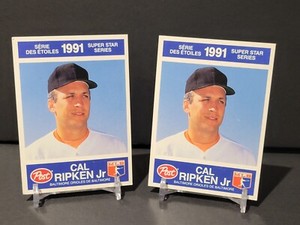 SÉRIE
DES ÉTOILES
1991
SUPER STAR
SERIES
Post
CAL
RIPKEN Jr
BALTIMORE ORIOLES DE BALTIMORE
SÉRIE
DES ÉTOILES
1991
SUPER STAR
SERIES
Post
CAL
RIPKEN Jr
BALTIMORE ORIOLES DE BALTIMORE